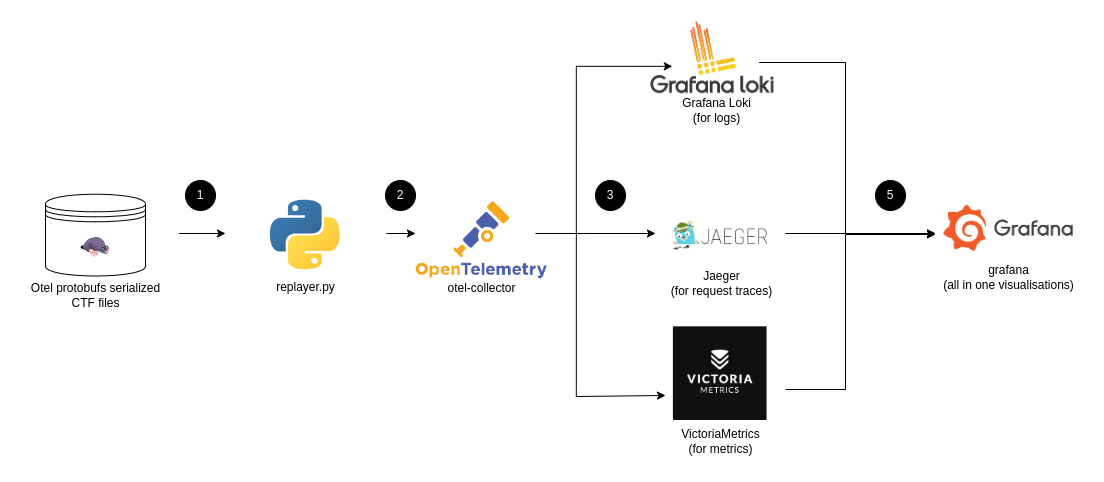 Grafana loki
Grafana Loki
(for logs)
1
2
3
5
Otel protobufs serialized
CTF files
replayer.py
OpenTelemetry
otel-collector
JAEGER
Jaeger
(for request traces)
Grafana
grafana
(all in one visualisations)
VICTORIA
METRICS
VictoriaMetrics
(for metrics)